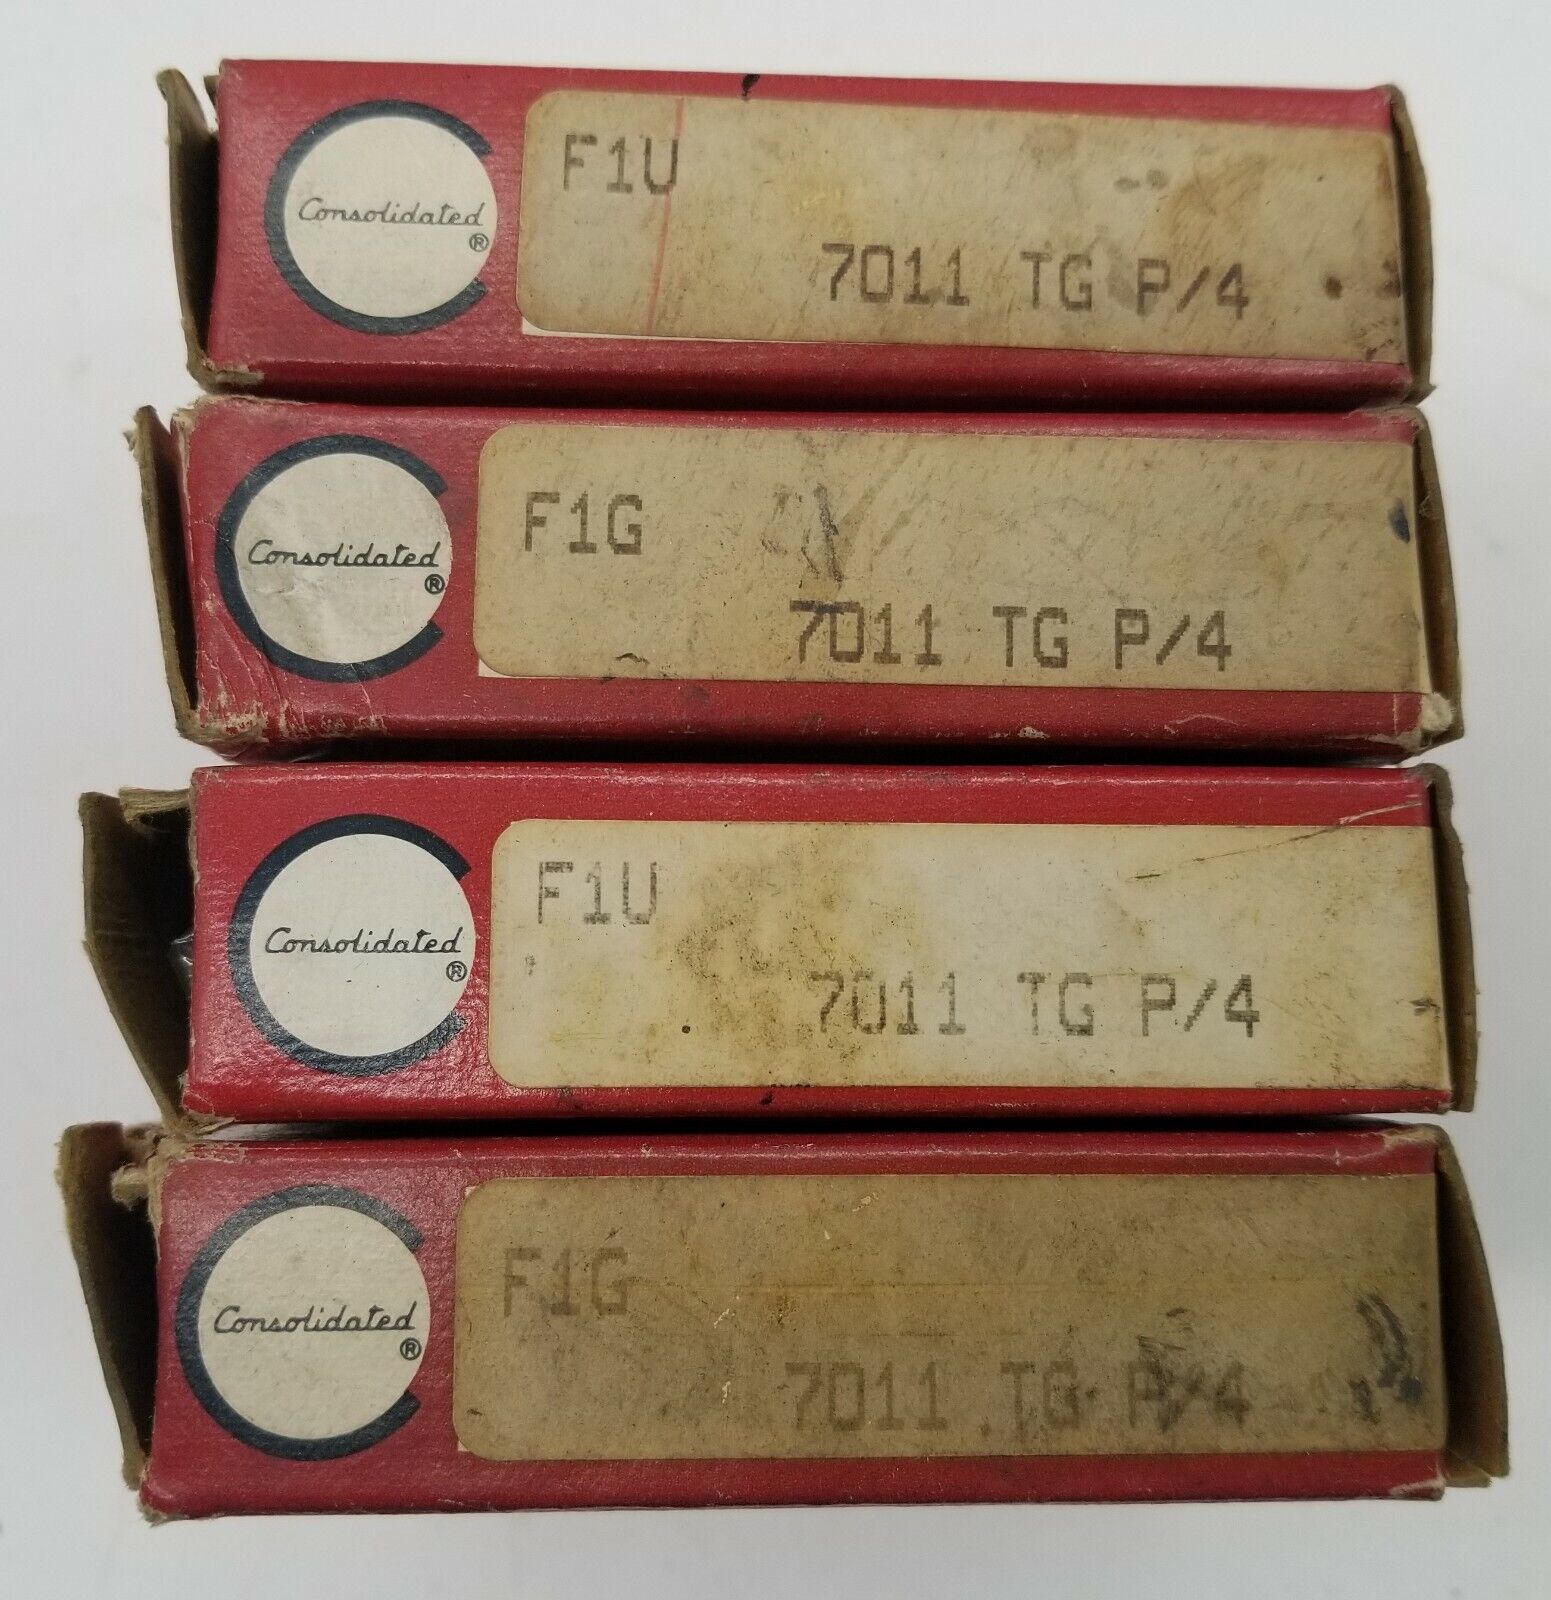 Consolidated ®
F1U
7011 TG P/4
Consolidated ®
F1G
7011 TG P/4
Consolidated ®
F1U
7011 TG P/4
Consolidated ®
F1G
7011 TG P/4